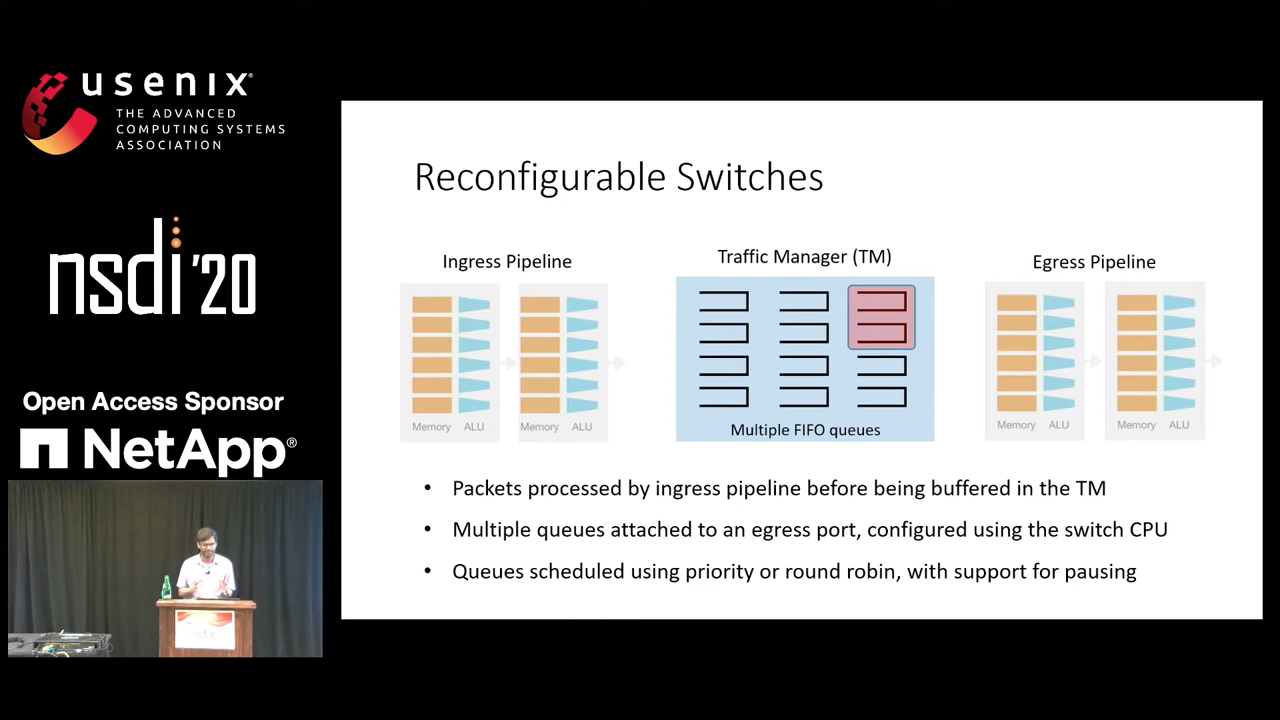 usenix®
THE ADVANCED
COMPUTING SYSTEMS
ASSOCIATION
nsdi '20
Open Access Sponsor
NetApp®
nsdi
Reconfigurable Switches
Ingress Pipeline
Traffic Manager (TM)
Egress Pipeline
Memory ALU
Memory ALU
Multiple FIFO queues
Memory ALU
Memory ALU
• Packets processed by ingress pipeline before being buffered in the TM
• Multiple queues attached to an egress port, configured using the switch CPU
• Queues scheduled using priority or round robin, with support for pausing